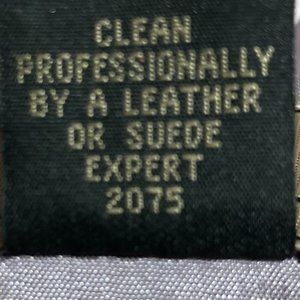 CLEAN
PROFESSIONALLY
BY A LEATHER
OR SUEDE
EXPERT
2075